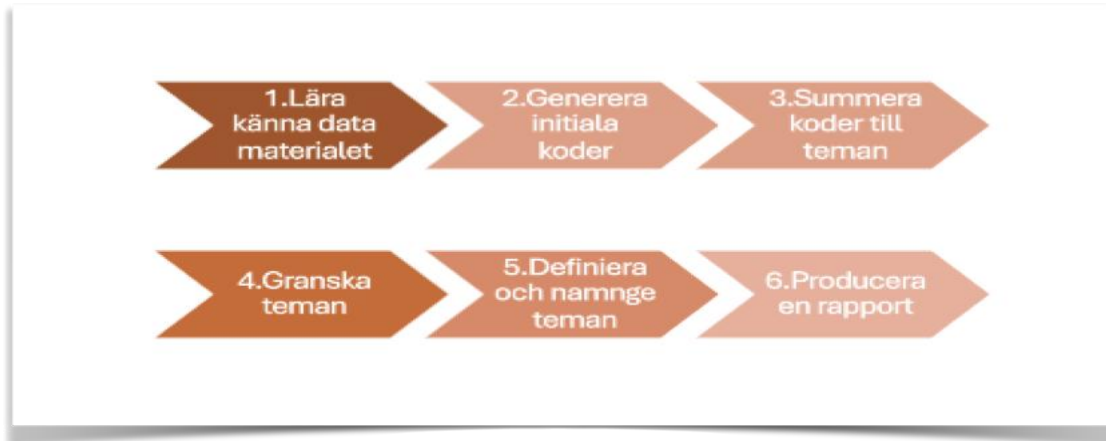 1.Lära
känna data
materialet
2.Generera
initiala
koder
3.Summera
koder till
teman
4.Granska
teman
5.Definiera
och namnge
teman
6.Producera
en rapport